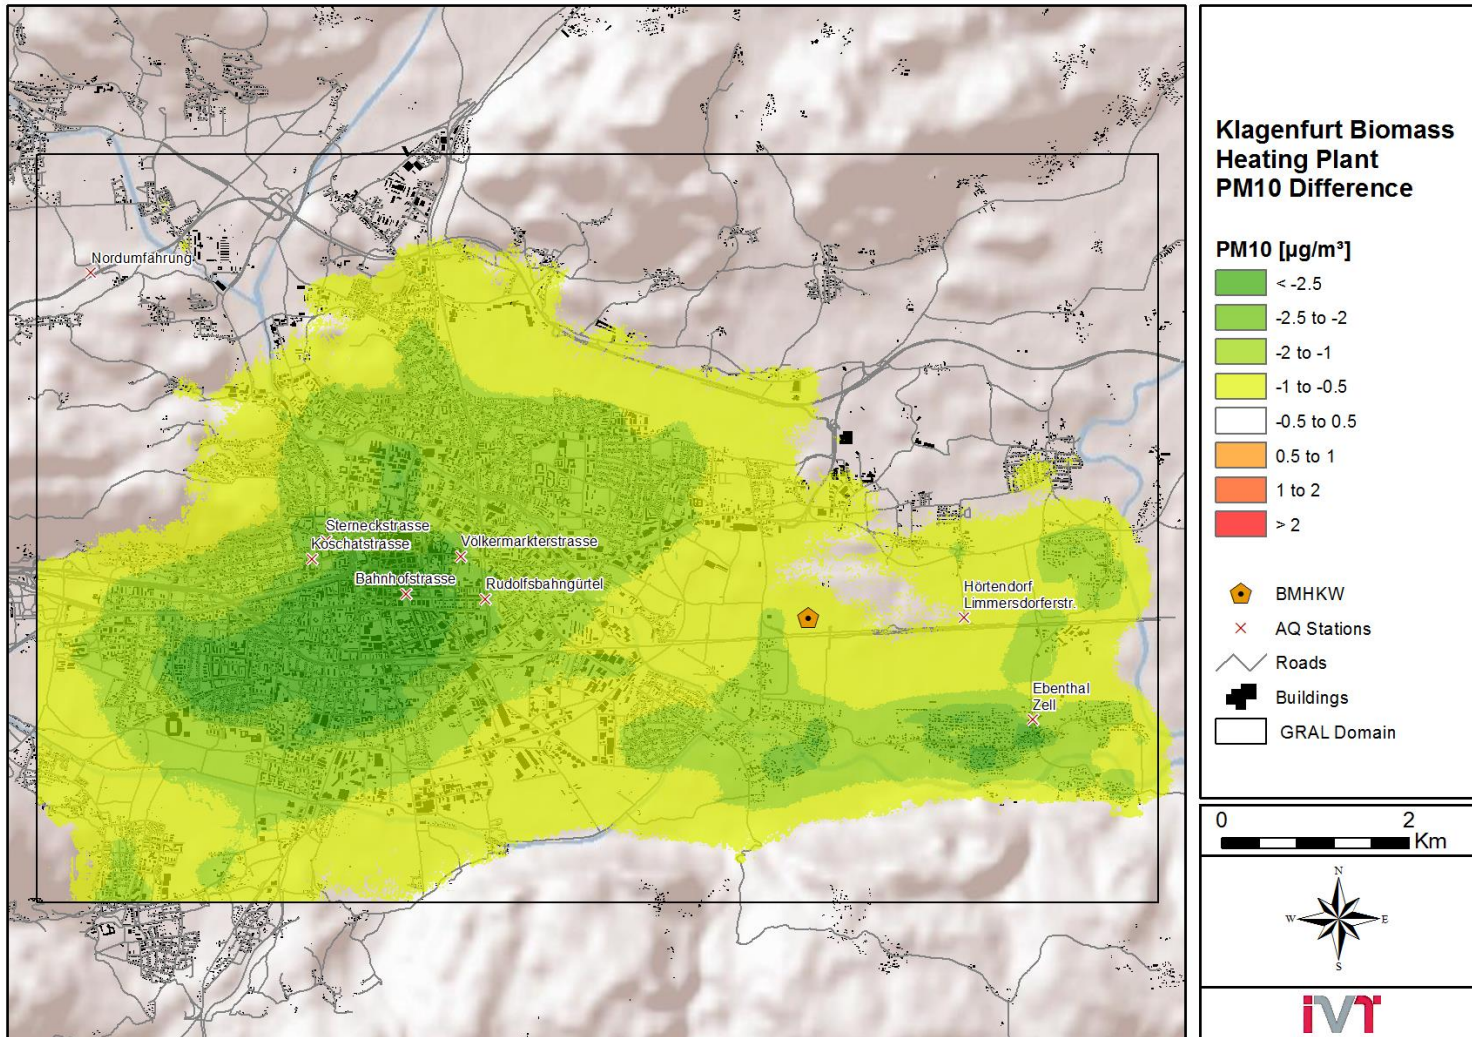 Nordumfahrung
Sterneckstrasse
Koschatstrasse
Völkermarkterstrasse
Bahnhofstrasse
Rudolfsbahngürtel
Hörtendorf
Limmersdorferstr.
Ebenthal
Zell
Klagenfurt Biomass
Heating Plant
PM10 Difference
PM10 [µg/m³]
< -2.5
-2.5 to -2
-2 to -1
-1 to -0.5
-0.5 to 0.5
0.5 to 1
1 to 2
> 2
BMHKW
AQ Stations
Roads
Buildings
GRAL Domain
0 2
Km
N
W E
S
iVT